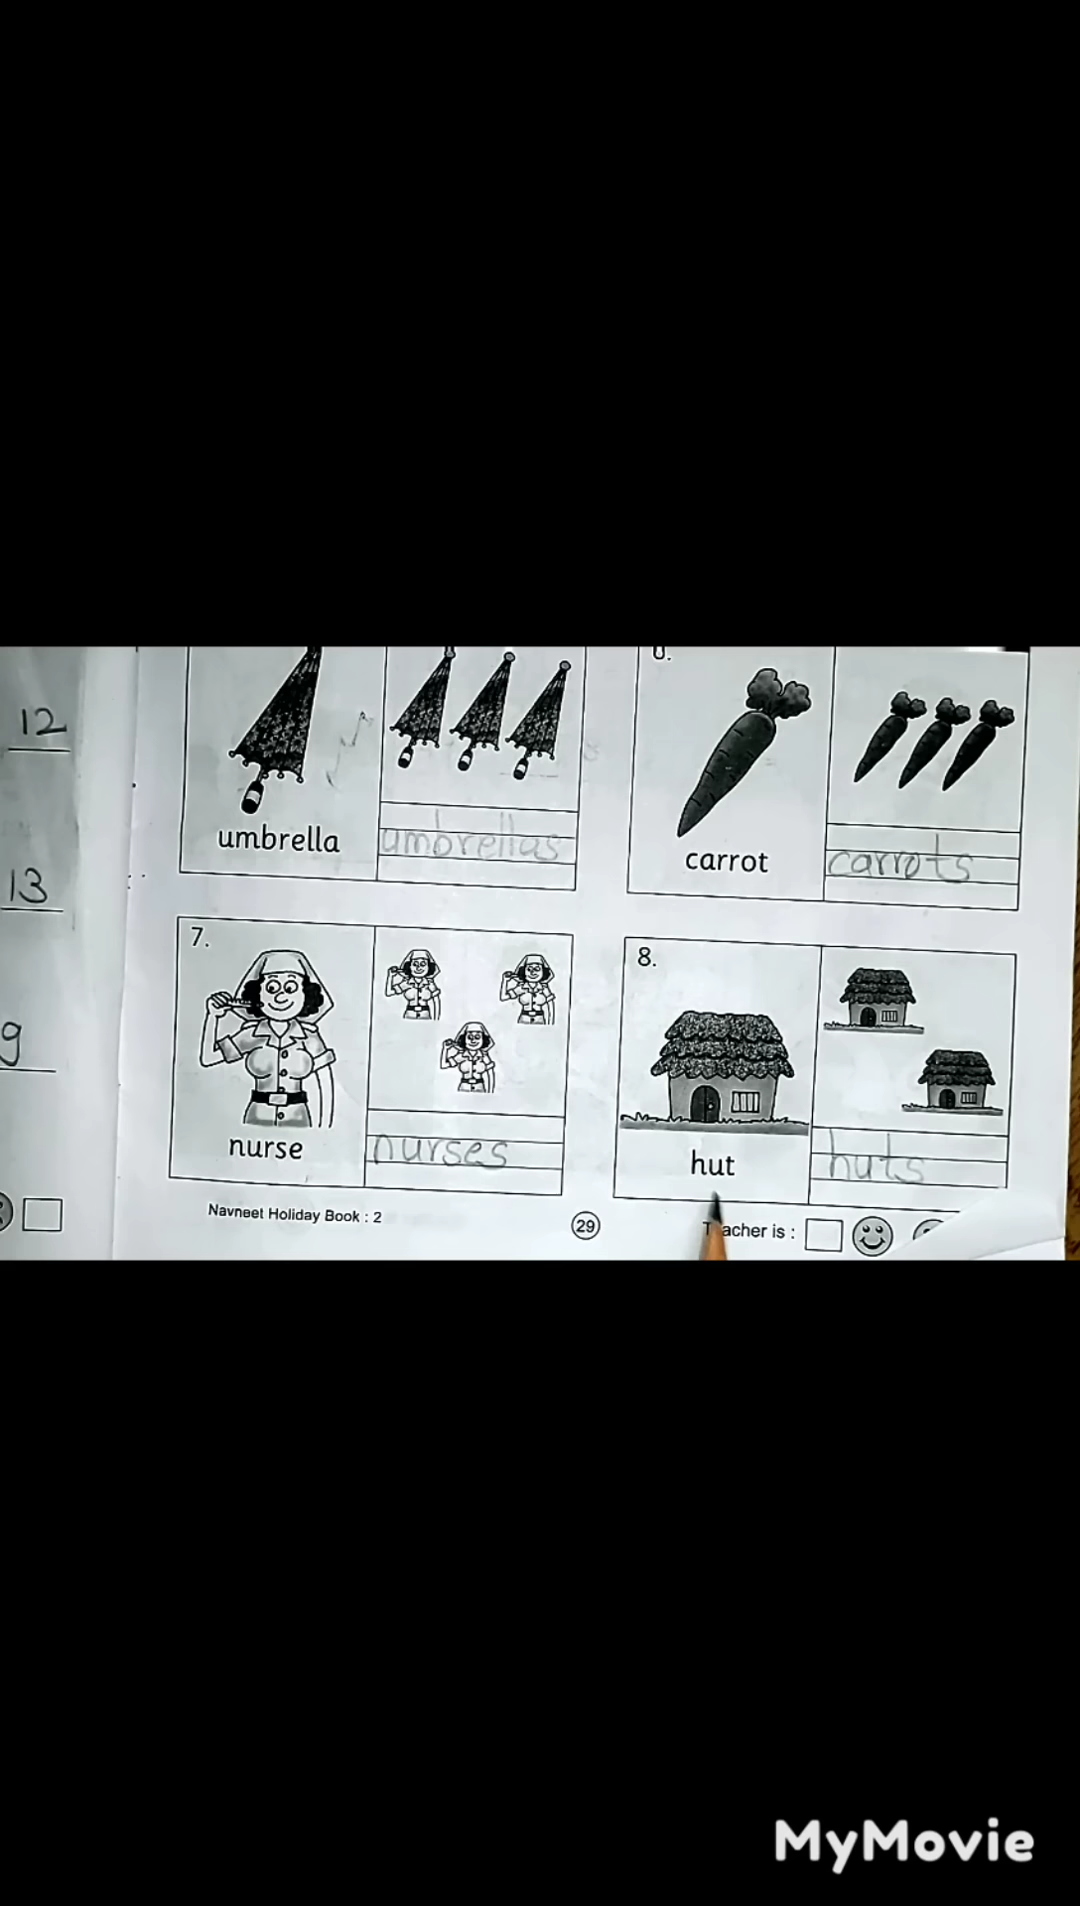 12
13
9
umbrella
umbrellas
carrot
carrots
7.
nurse
nurses
8.
hut
huts
Navneet Holiday Book : 2
29
Teacher is :
MyMovie